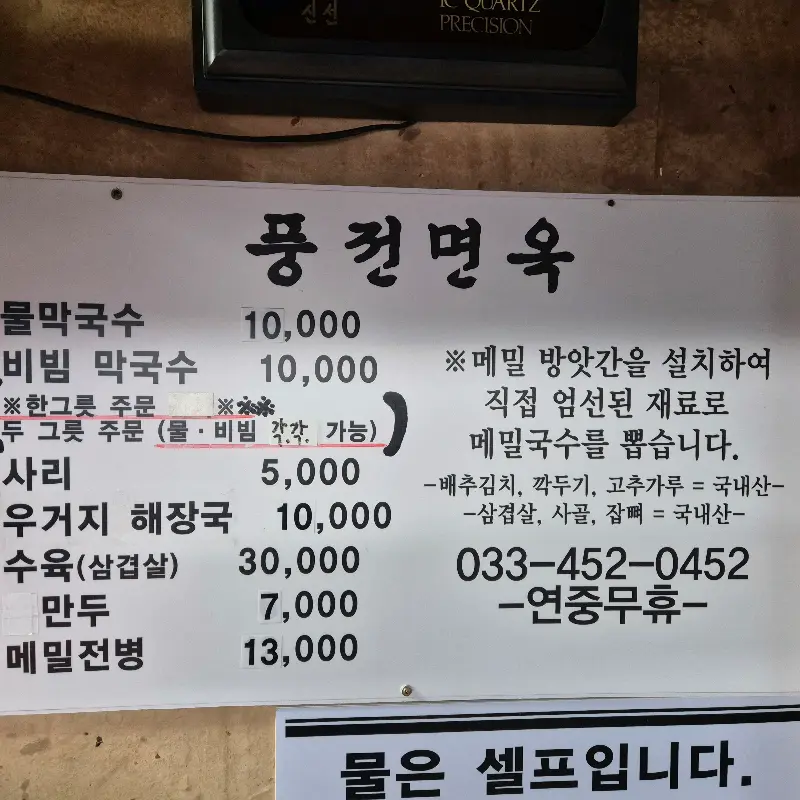 신선
IC QUARTZ
PRECISION
풍전면옥
물막국수 10,000
비빔 막국수 10,000
※한그릇 주문 ※※※
두 그릇 주문 (물·비빔 각각 가능)
사리 5,000
우거지 해장국 10,000
수육(삼겹살) 30,000
만두 7,000
메밀전병 13,000
※메밀 방앗간을 설치하여
직접 엄선된 재료로
메밀국수를 뽑습니다.
-배추김치, 깍두기, 고추가루 = 국내산-
-삼겹살, 사골, 잡뼈 = 국내산-
033-452-0452
-연중무휴-
물은 셀프입니다.